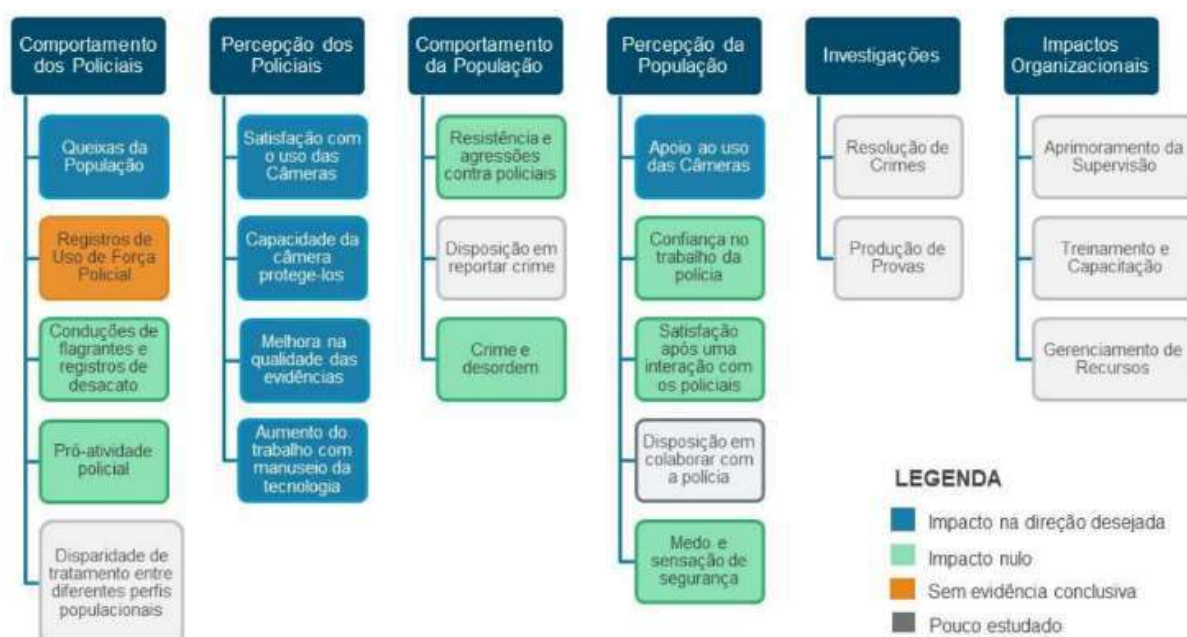 Comportamento
dos Policiais
Queixas da
População
Registros de
Uso de Força
Policial
Conduções de
flagrantes e
registros de
desacato
Pró-atividade
policial
Disparidade de
tratamento entre
diferentes perfis
populacionais
Percepção dos
Policiais
Satisfação com
o uso das
Câmeras
Capacidade da
câmera
protege-los
Melhora na
qualidade das
evidências
Aumento do
trabalho com
manuseio da
tecnologia
Comportamento
da População
Resistência e
agressões
contra policiais
Disposição em
reportar crime
Crime e
desordem
Percepção da
População
Apoio ao uso
das Câmeras
Confiança no
trabalho da
polícia
Satisfação
após uma
interação com
os policiais
Disposição em
colaborar com
a polícia
Medo e
sensação de
segurança
Investigações
Resolução de
Crimes
Produção de
Provas
Impactos
Organizacionais
Aprimoramento da
Supervisão
Treinamento e
Capacitação
Gerenciamento de
Recursos
LEGENDA
Impacto na direção desejada
Impacto nulo
Sem evidência conclusiva
Pouco estudado